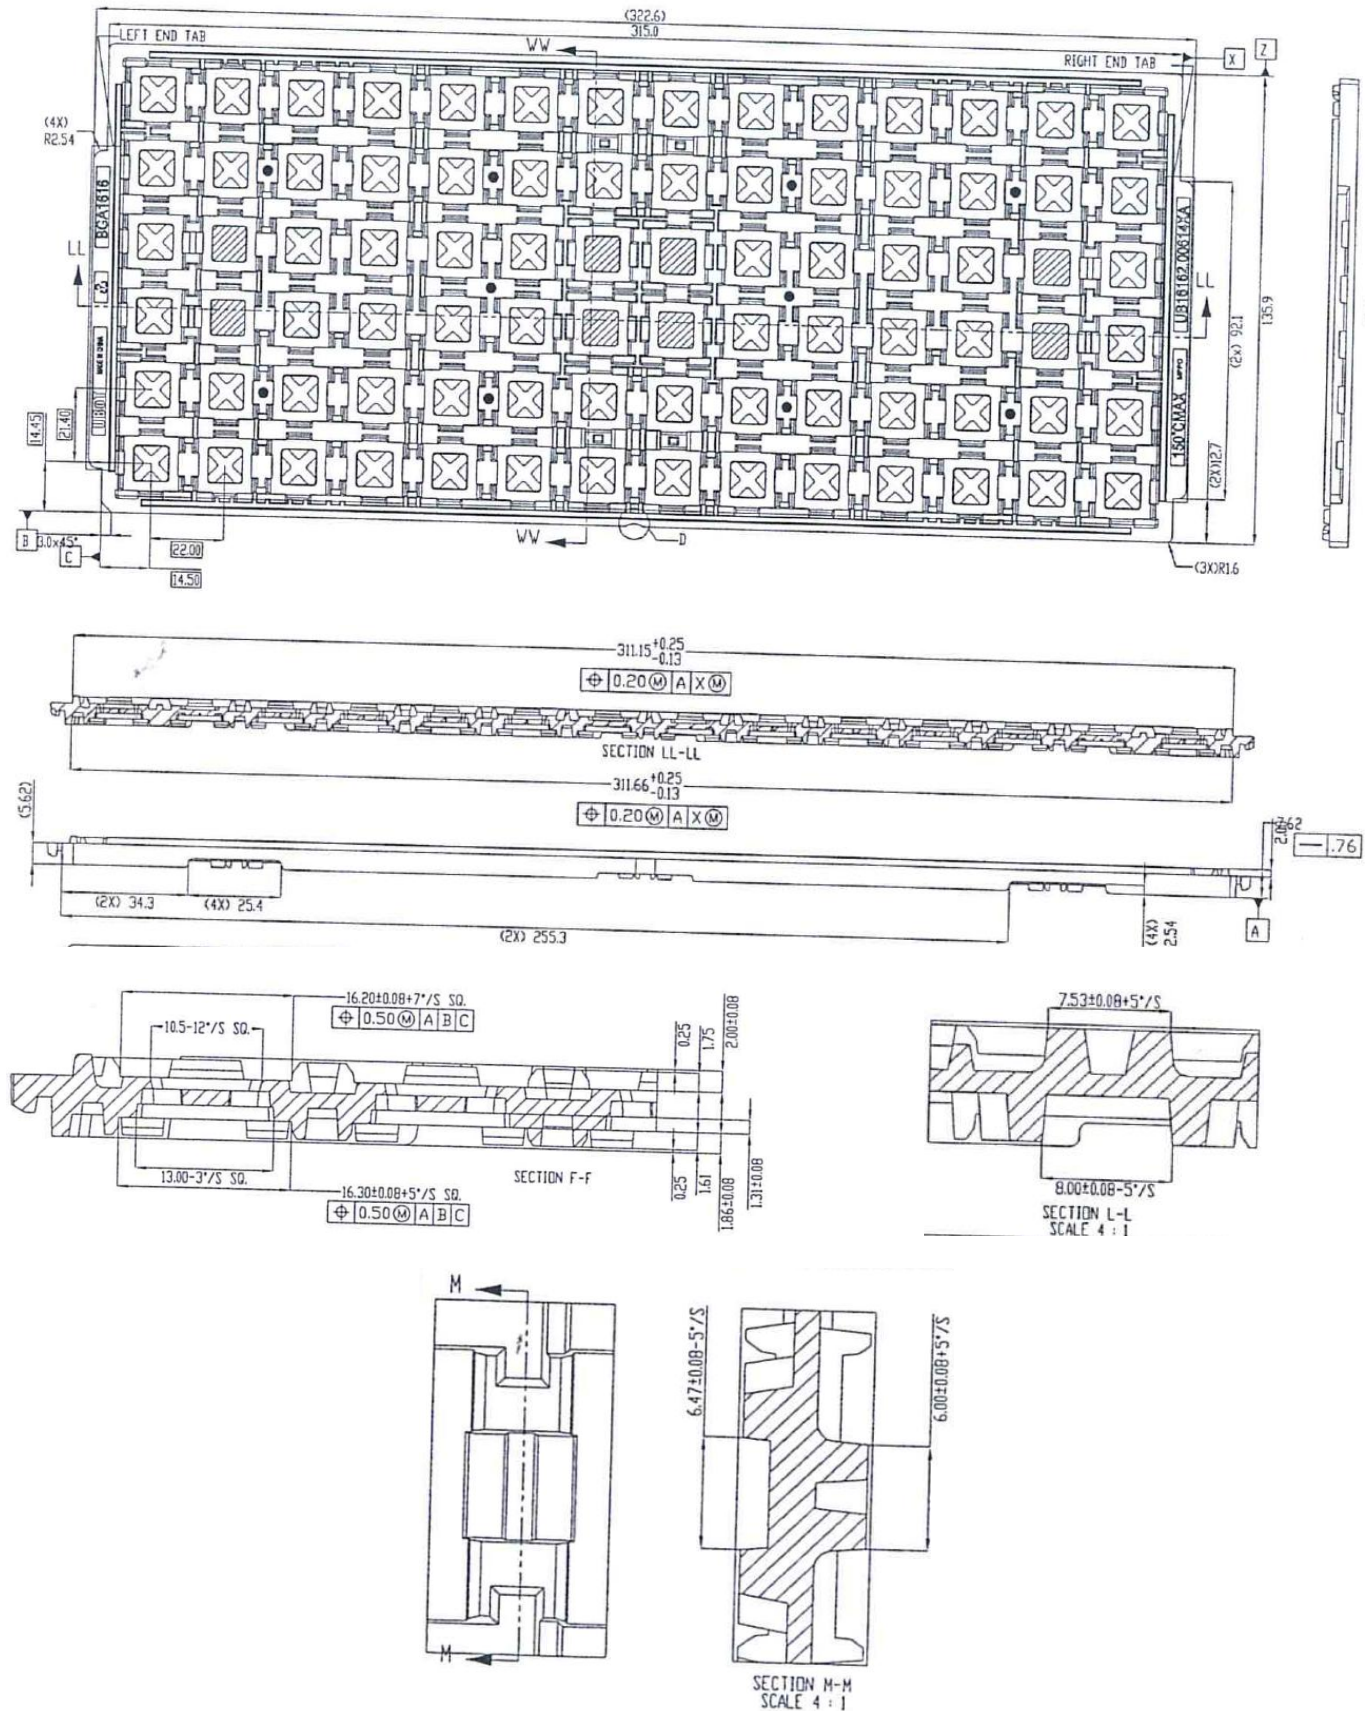 (322.6)
315.0
LEFT END TAB
WW
RIGHT END TAB
X
Z
(4X)
R2.54
BGA1616
LL
MADE IN CHINA
14.45
21.40
UB16162.00614XA
LL
(2x) 92.1
135.9
150°CMAX
MPPO
(2X)12.7
B
3.0x45°
C
22.00
14.50
WW
D
(3X)R1.6
311.15 +0.25 -0.13
⌖ 0.20 Ⓜ A X Ⓜ
SECTION LL-LL
311.66 +0.25 -0.13
⌖ 0.20 Ⓜ A X Ⓜ
(5.62)
7.62
— .76
(2X) 34.3
(4X) 25.4
(2X) 255.3
(4X)
2.54
A
16.20±0.08+7°/S SQ.
⌖ 0.50 Ⓜ A B C
10.5-12°/S SQ.
0.25
1.75
2.00±0.08
13.00-3°/S SQ.
SECTION F-F
16.30±0.08+5°/S SQ.
⌖ 0.50 Ⓜ A B C
0.25
1.61
1.86±0.08
1.31±0.08
7.53±0.08+5°/S
8.00±0.08-5°/S
SECTION L-L
SCALE 4 : 1
M
M
6.47±0.08-5°/S
6.00±0.08+5°/S
SECTION M-M
SCALE 4 : 1